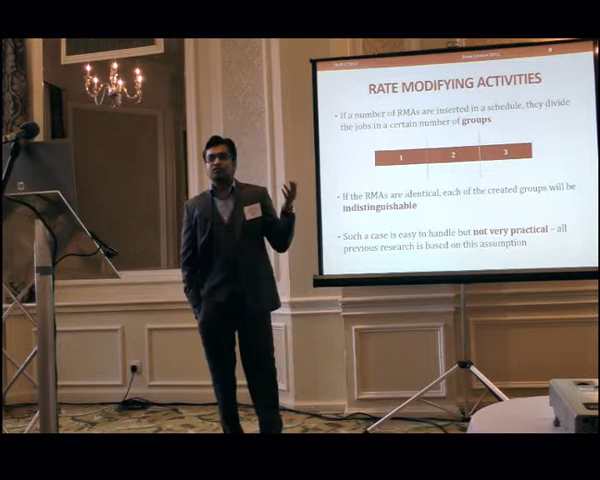 RATE MODIFYING ACTIVITIES
• If a number of RMAs are inserted in a schedule, they divide
the jobs in a certain number of groups
1 2 3
• If the RMAs are identical, each of the created groups will be
indistinguishable
• Such a case is easy to handle but not very practical – all
previous research is based on this assumption